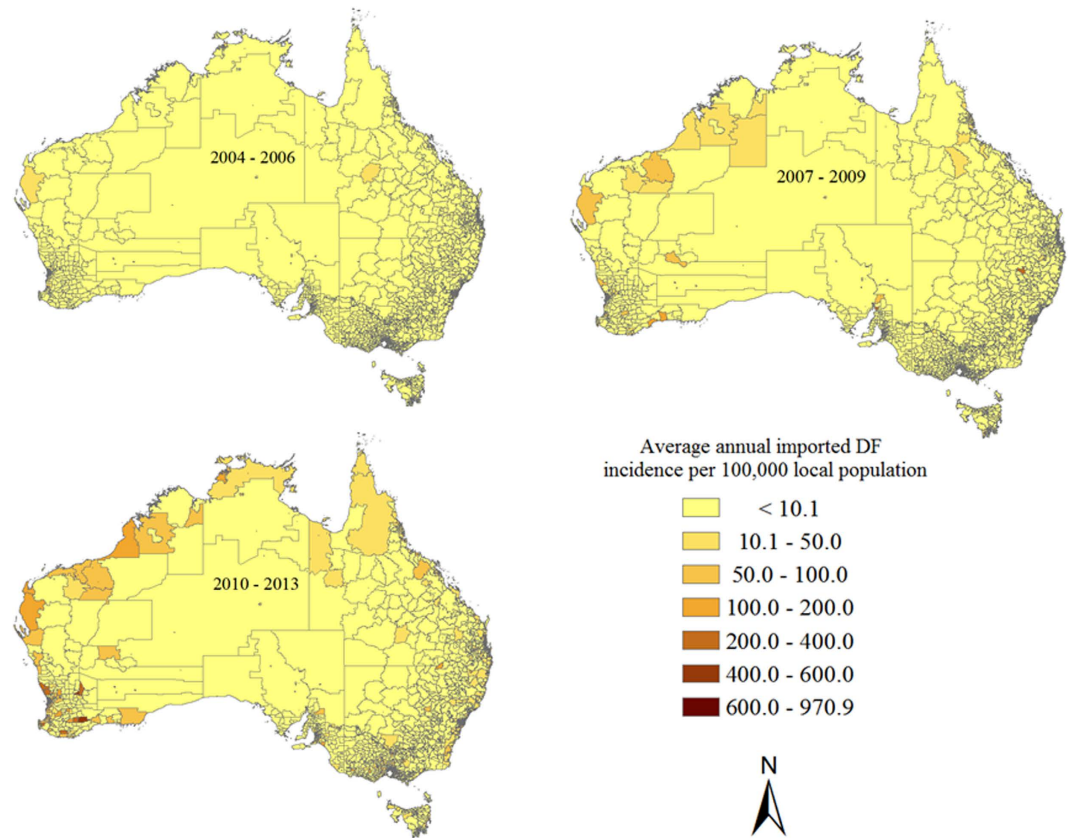 2004 - 2006
2007 - 2009
2010 - 2013
Average annual imported DF
incidence per 100,000 local population
< 10.1
10.1 - 50.0
50.0 - 100.0
100.0 - 200.0
200.0 - 400.0
400.0 - 600.0
600.0 - 970.9
N